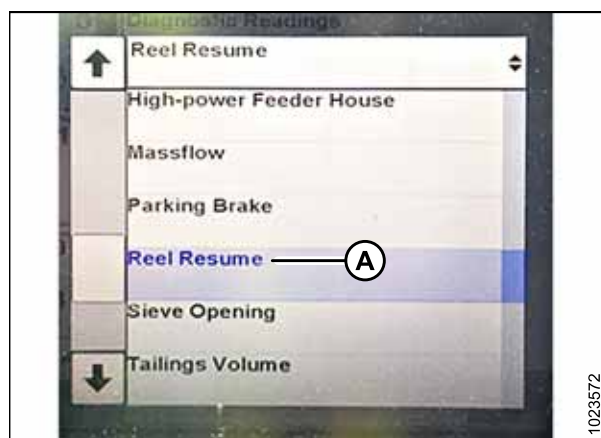 Diagnostic Readings
Reel Resume
High-power Feeder House
Massflow
Parking Brake
Reel Resume
A
Sieve Opening
Tailings Volume
1023572